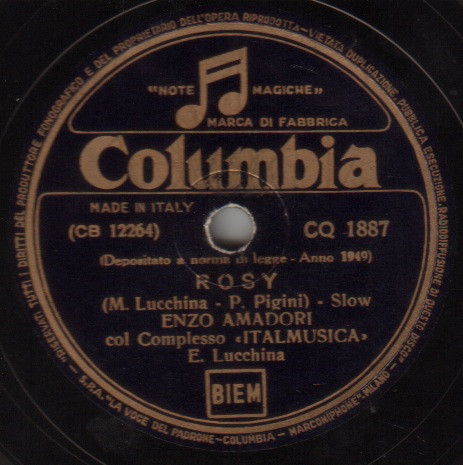 "NOTE MAGICHE„
MARCA DI FABBRICA
Columbia
MADE IN ITALY
(CB 12264)
CQ 1887
(Depositato a norma di legge - Anno 1949)
ROSY
(M. Lucchina - P. Pigini) - Slow
ENZO AMADORI
col Complesso «ITALMUSICA»
E. Lucchina
BIEM
RISERVATI TUTTI I DIRITTI DEL PRODUTTORE FONOGRAFICO E DEL PROPRIETARIO DELL'OPERA RIPRODOTTA - VIETATA DUPLICAZIONE, PUBBLICA ESECUZIONE, RADIODIFFUSIONE DI QUESTO DISCO
S.P.A. "LA VOCE DEL PADRONE - COLUMBIA - MARCONIPHONE", MILANO